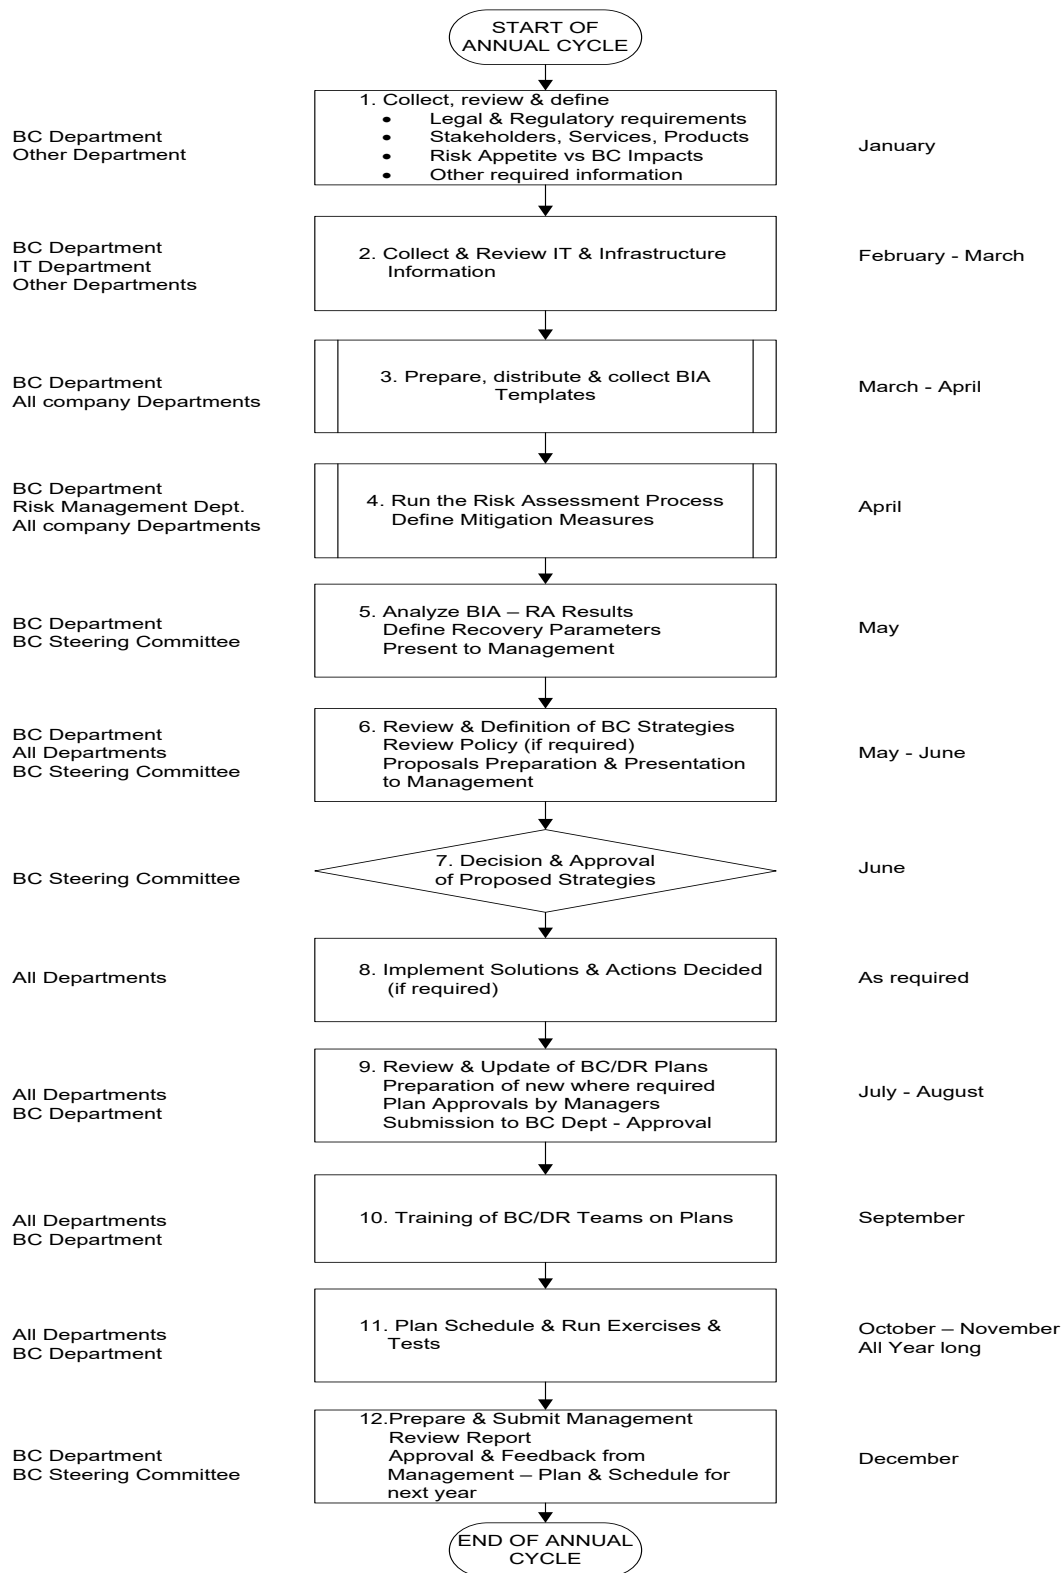 START OF
ANNUAL CYCLE
BC Department
Other Department
1. Collect, review & define
• Legal & Regulatory requirements
• Stakeholders, Services, Products
• Risk Appetite vs BC Impacts
• Other required information
January
BC Department
IT Department
Other Departments
2. Collect & Review IT & Infrastructure
Information
February - March
BC Department
All company Departments
3. Prepare, distribute & collect BIA
Templates
March - April
BC Department
Risk Management Dept.
All company Departments
4. Run the Risk Assessment Process
Define Mitigation Measures
April
BC Department
BC Steering Committee
5. Analyze BIA – RA Results
Define Recovery Parameters
Present to Management
May
BC Department
All Departments
BC Steering Committee
6. Review & Definition of BC Strategies
Review Policy (if required)
Proposals Preparation & Presentation
to Management
May - June
BC Steering Committee
7. Decision & Approval
of Proposed Strategies
June
All Departments
8. Implement Solutions & Actions Decided
(if required)
As required
All Departments
BC Department
9. Review & Update of BC/DR Plans
Preparation of new where required
Plan Approvals by Managers
Submission to BC Dept - Approval
July - August
All Departments
BC Department
10. Training of BC/DR Teams on Plans
September
All Departments
BC Department
11. Plan Schedule & Run Exercises &
Tests
October – November
All Year long
BC Department
BC Steering Committee
12.Prepare & Submit Management
Review Report
Approval & Feedback from
Management – Plan & Schedule for
next year
December
END OF ANNUAL
CYCLE